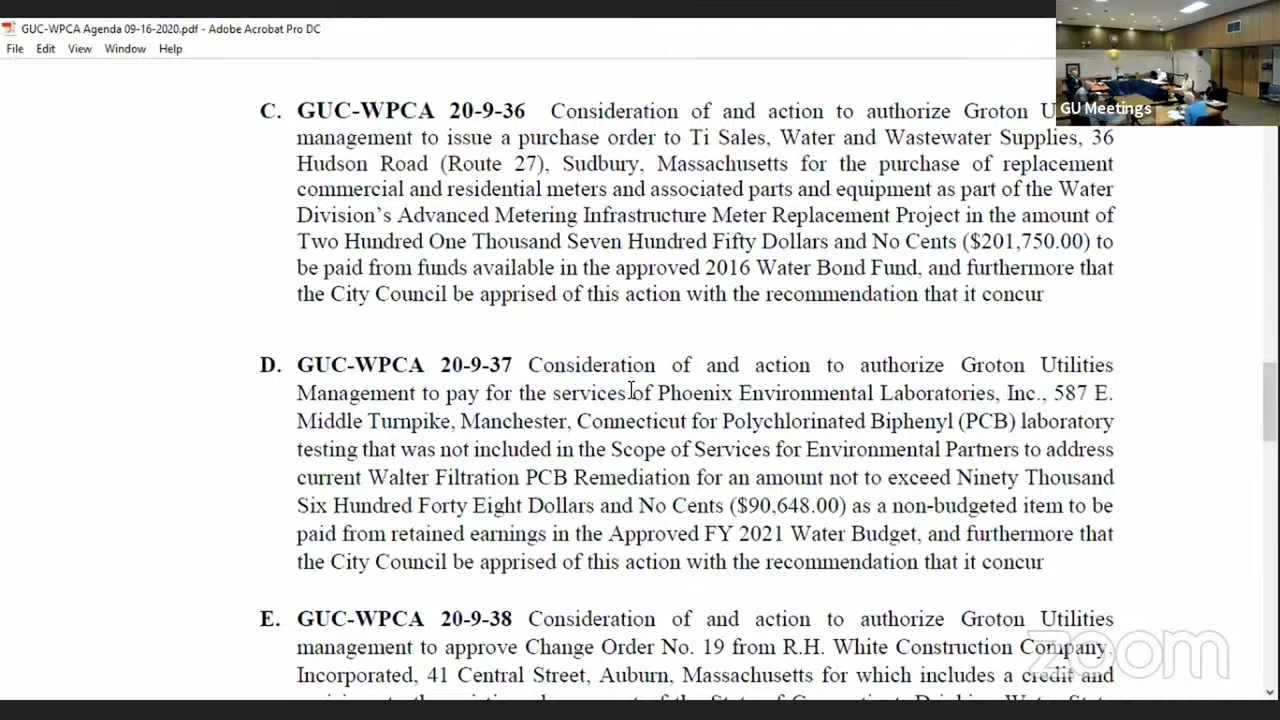 GUC-WPCA Agenda 09-16-2020.pdf - Adobe Acrobat Pro DC
File Edit View Window Help
GU Meetings
C. GUC-WPCA 20-9-36 Consideration of and action to authorize Groton
management to issue a purchase order to Ti Sales, Water and Wastewater Supplies, 36
Hudson Road (Route 27), Sudbury, Massachusetts for the purchase of replacement
commercial and residential meters and associated parts and equipment as part of the Water
Division's Advanced Metering Infrastructure Meter Replacement Project in the amount of
Two Hundred One Thousand Seven Hundred Fifty Dollars and No Cents ($201,750.00) to
be paid from funds available in the approved 2016 Water Bond Fund, and furthermore that
the City Council be apprised of this action with the recommendation that it concur
D. GUC-WPCA 20-9-37 Consideration of and action to authorize Groton Utilities
Management to pay for the services of Phoenix Environmental Laboratories, Inc., 587 E.
Middle Turnpike, Manchester, Connecticut for Polychlorinated Biphenyl (PCB) laboratory
testing that was not included in the Scope of Services for Environmental Partners to address
current Walter Filtration PCB Remediation for an amount not to exceed Ninety Thousand
Six Hundred Forty Eight Dollars and No Cents ($90,648.00) as a non-budgeted item to be
paid from retained earnings in the Approved FY 2021 Water Budget, and furthermore that
the City Council be apprised of this action with the recommendation that it concur
E. GUC-WPCA 20-9-38 Consideration of and action to authorize Groton Utilities
management to approve Change Order No. 19 from R.H. White Construction Company,
Incorporated, 41 Central Street, Auburn, Massachusetts for which includes a credit and
zoom